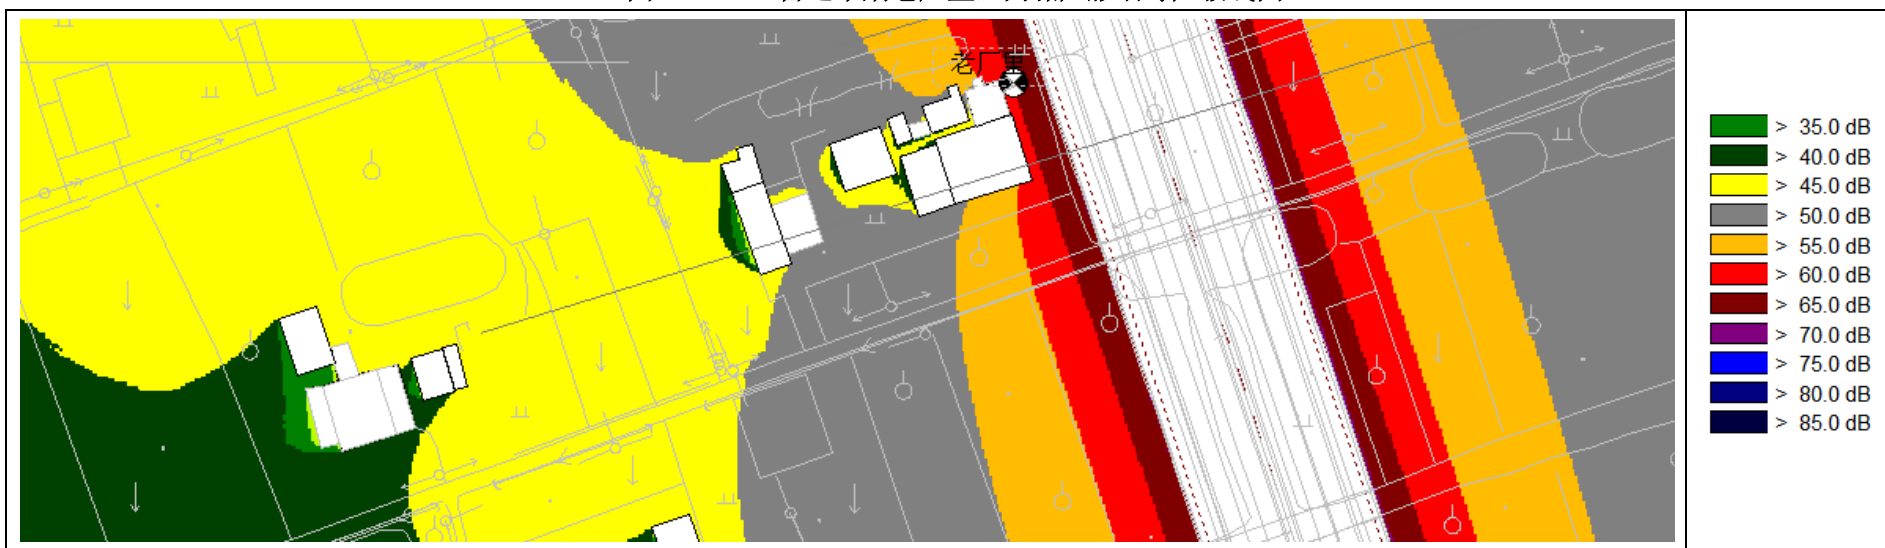 老厂里
> 35.0 dB
> 40.0 dB
> 45.0 dB
> 50.0 dB
> 55.0 dB
> 60.0 dB
> 65.0 dB
> 70.0 dB
> 75.0 dB
> 80.0 dB
> 85.0 dB